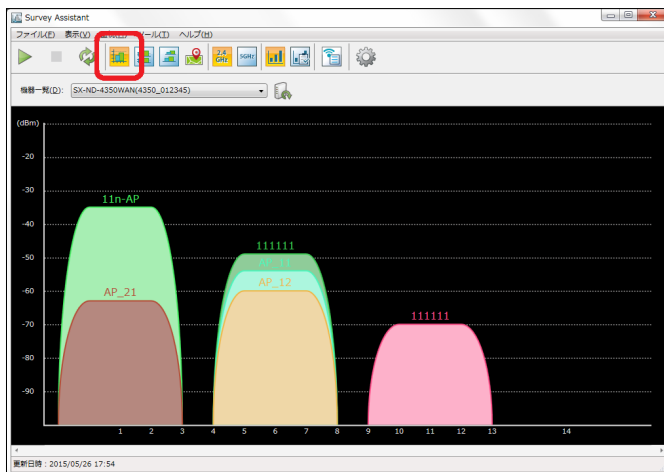 Survey Assistant
ファイル(F) 表示(V) ツール(T) ヘルプ(H)
2.4 GHz 5GHz
機器一覧(D): SX-ND-4350WAN(4350_012345)
(dBm)
-20
-30
-40
-50
-60
-70
-80
-90
11n-AP
AP_21
111111
AP_11
AP_12
111111
1 2 3 4 5 6 7 8 9 10 11 12 13 14
更新日時 : 2015/05/26 17:54